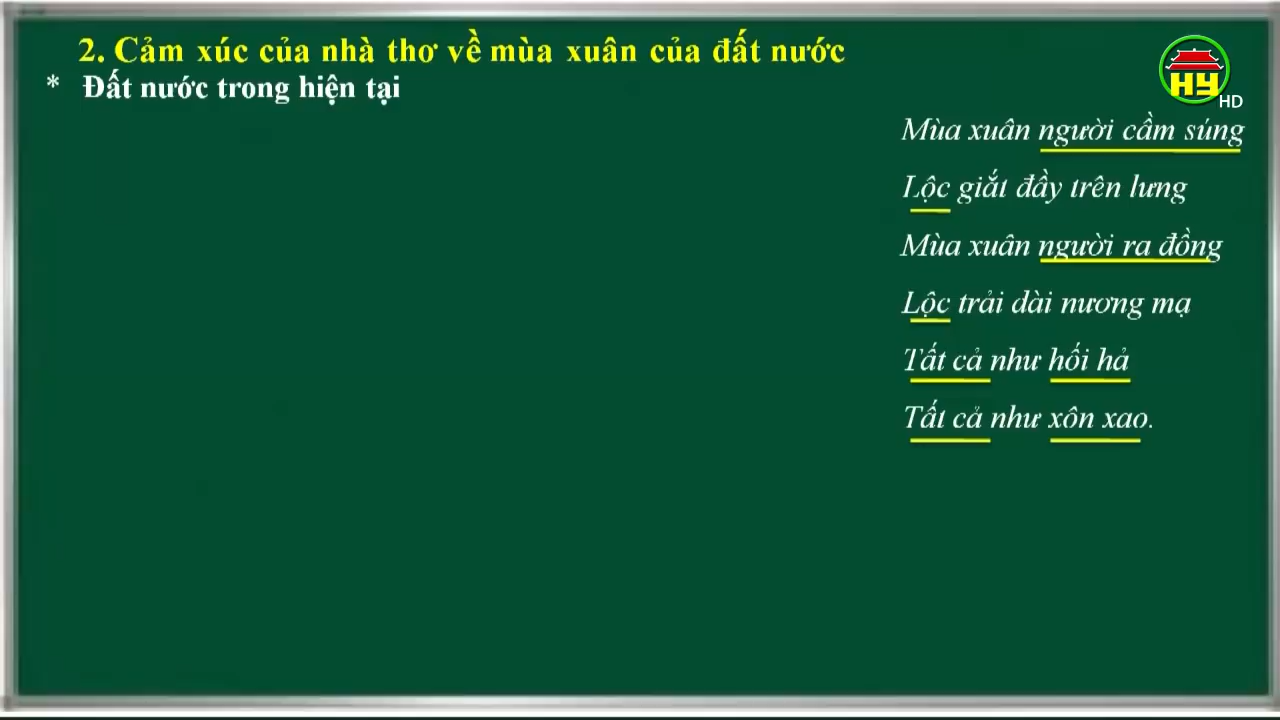 2. Cảm xúc của nhà thơ về mùa xuân của đất nước
* Đất nước trong hiện tại
HY
HD
Mùa xuân người cầm súng
Lộc giắt đầy trên lưng
Mùa xuân người ra đồng
Lộc trải dài nương mạ
Tất cả như hối hả
Tất cả như xôn xao.